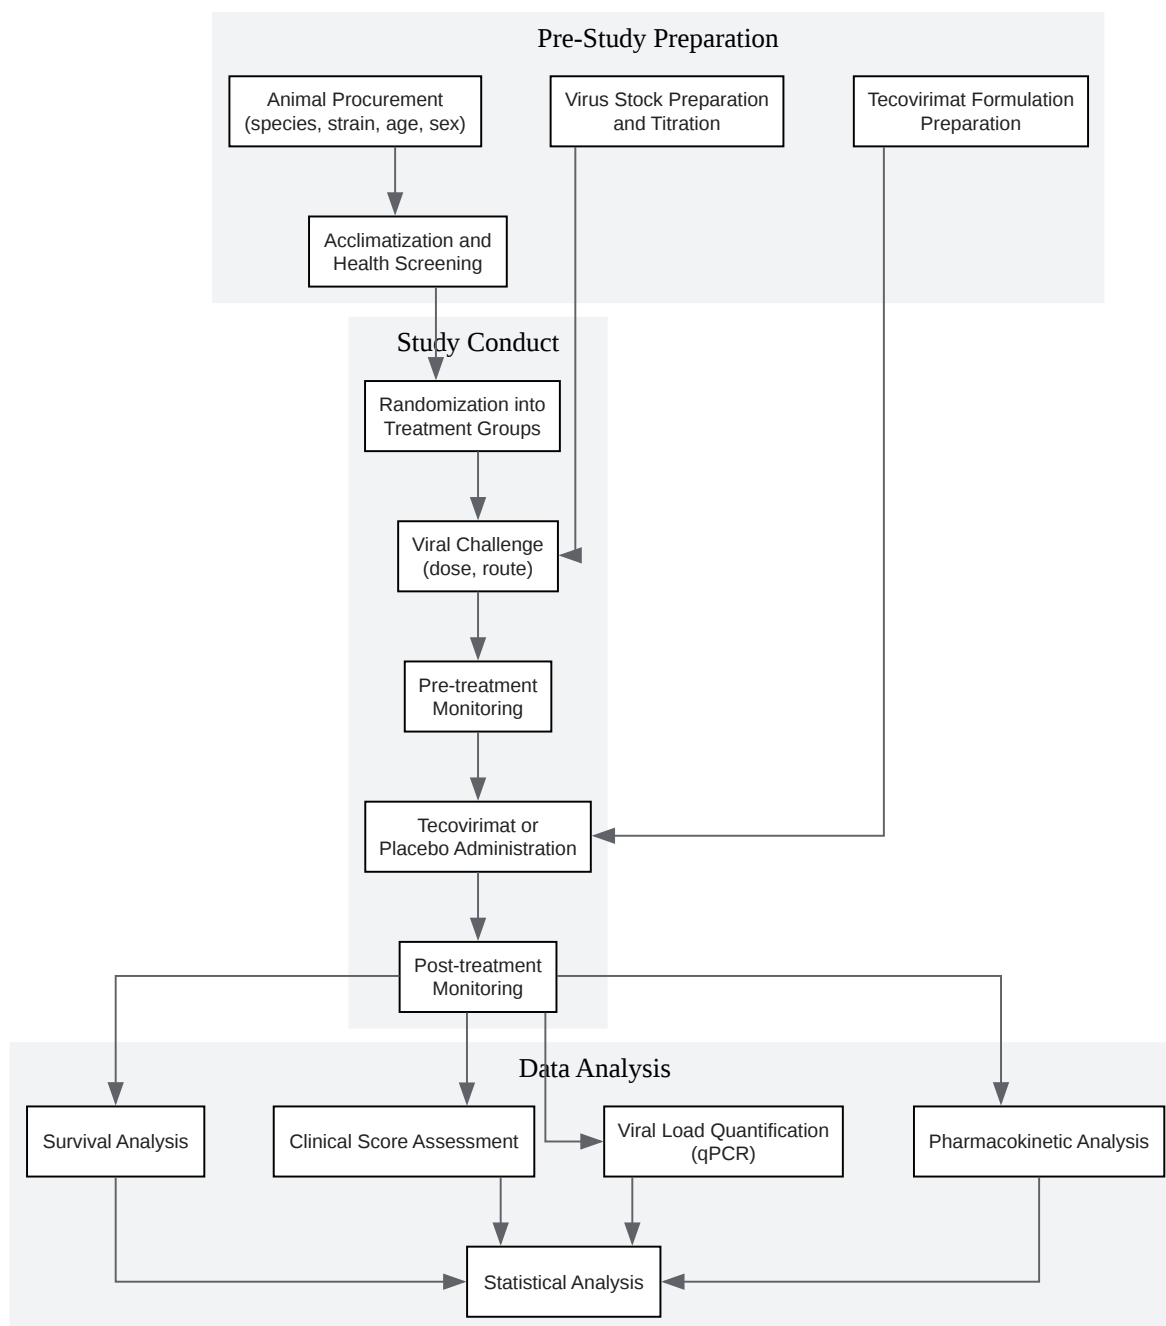 Pre-Study Preparation
Animal Procurement
(species, strain, age, sex)
Virus Stock Preparation
and Titration
Tecovirimat Formulation
Preparation
Acclimatization and
Health Screening
Study Conduct
Randomization into
Treatment Groups
Viral Challenge
(dose, route)
Pre-treatment
Monitoring
Tecovirimat or
Placebo Administration
Post-treatment
Monitoring
Data Analysis
Survival Analysis
Clinical Score Assessment
Viral Load Quantification
(qPCR)
Pharmacokinetic Analysis
Statistical Analysis